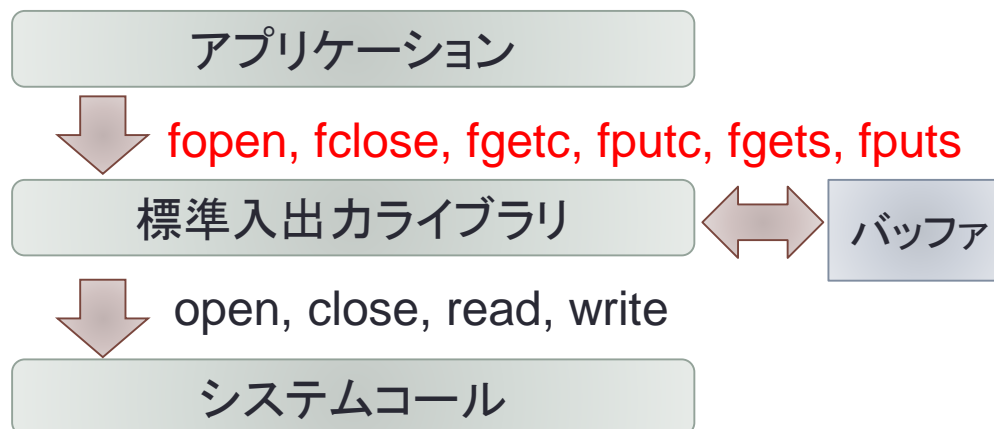 アプリケーション
fopen, fclose, fgetc, fputc, fgets, fputs
標準入出力ライブラリ
バッファ
open, close, read, write
システムコール